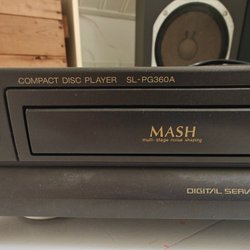 COMPACT DISC PLAYER SL-PG360A
MASH
multi-stage noise shaping
DIGITAL SERV